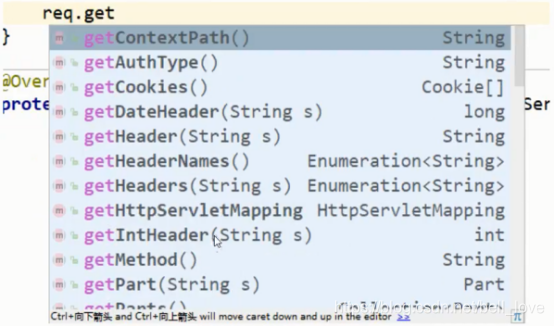 req.get
}
@Over
prote
Ser
getContextPath() String
getAuthType() String
getCookies() Cookie[]
getDateHeader(String s) long
getHeader(String s) String
getHeaderNames() Enumeration<String>
getHeaders(String s) Enumeration<String>
getHttpServletMapping HttpServletMapping
getIntHeader(String s) int
getMethod() String
getPart(String s) Part
getParts()
Ctrl+向下箭头 and Ctrl+向上箭头 will move caret down and up in the editor >> π